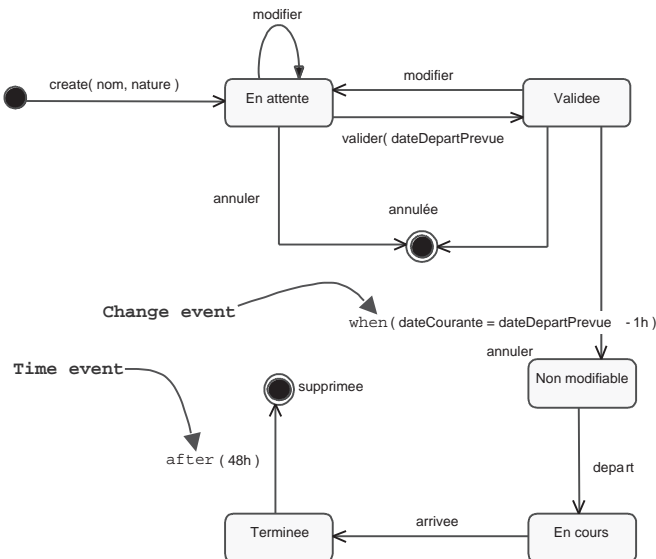 modifier
create( nom, nature )
modifier
En attente
Validee
valider( dateDepartPrevue
annuler
annulée
Change event
when( dateCourante = dateDepartPrevue - 1h )
annuler
Time event
supprimee
Non modifiable
after ( 48h )
depart
arrivee
Terminee
En cours